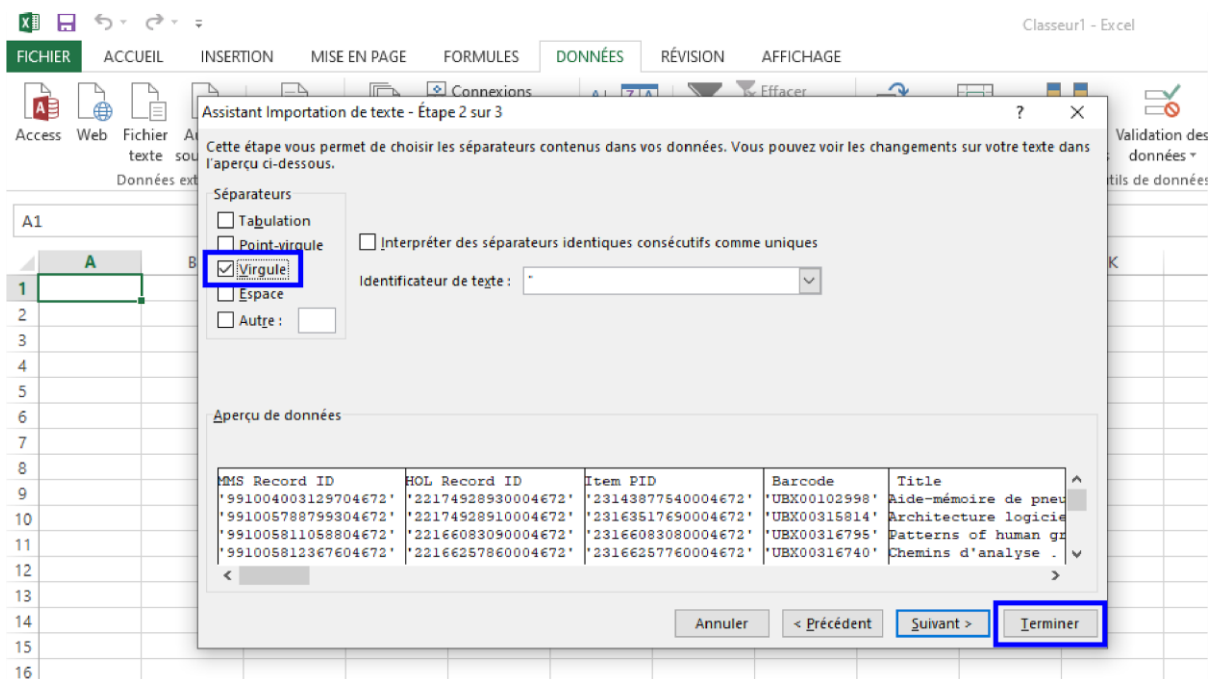 Classeur1 - Excel
FICHIER ACCUEIL INSERTION MISE EN PAGE FORMULES DONNÉES RÉVISION AFFICHAGE
Connexions
Effacer
Access Web Fichier
texte
Validation des
données
Données ext
tils de données
Assistant Importation de texte - Étape 2 sur 3 ?
Cette étape vous permet de choisir les séparateurs contenus dans vos données. Vous pouvez voir les changements sur votre texte dans
l'aperçu ci-dessous.
Séparateurs
Tabulation
Point-virgule
Virgule
Espace
Autre :
Interpréter des séparateurs identiques consécutifs comme uniques
Identificateur de texte : "
Aperçu de données
MMS Record ID HOL Record ID Item PID Barcode Title
'991004003129704672' '22174928930004672' '23143877540004672' 'UBX00102998' Aide-mémoire de pneu
'991005788799304672' '22174928910004672' '23163517690004672' 'UBX00315814' Architecture logicie
'991005811058804672' '22166083090004672' '23166083080004672' 'UBX00316795' Patterns of human gr
'991005812367604672' '22166257860004672' '23166257760004672' 'UBX00316740' Chemins d'analyse .
Annuler < Précédent Suivant > Terminer
A1
A B K
1
2
3
4
5
6
7
8
9
10
11
12
13
14
15
16